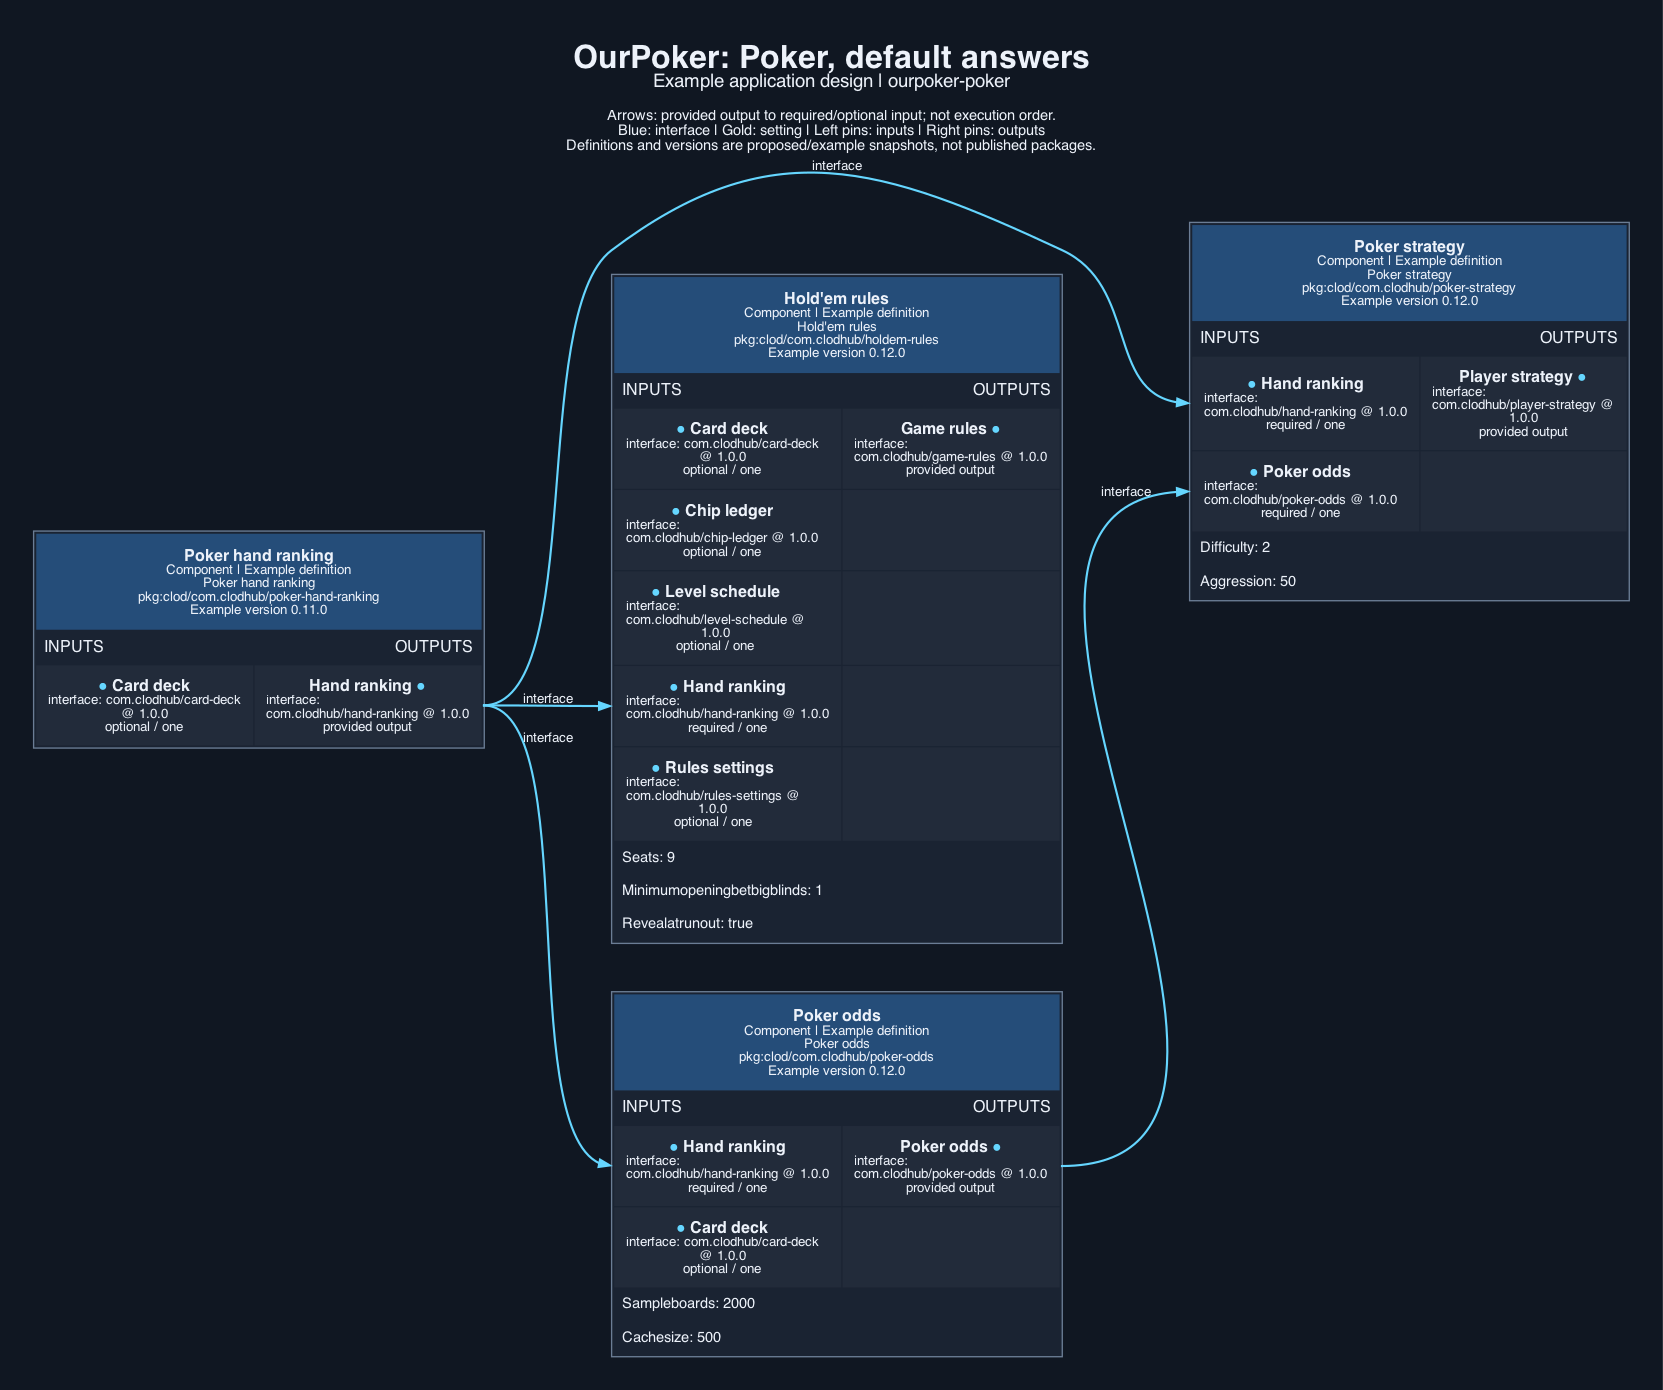 OurPoker: Poker, default answers
Example application design | ourpoker-poker
Arrows: provided output to required/optional input; not execution order.
Blue: interface | Gold: setting | Left pins: inputs | Right pins: outputs
Definitions and versions are proposed/example snapshots, not published packages.
interface
Poker hand ranking
Component | Example definition
Poker hand ranking
pkg:clod/com.clodhub/poker-hand-ranking
Example version 0.11.0
INPUTS
OUTPUTS
Card deck
interface: com.clodhub/card-deck
@ 1.0.0
optional / one
Hand ranking
interface:
com.clodhub/hand-ranking @ 1.0.0
provided output
interface
interface
Hold'em rules
Component | Example definition
Hold'em rules
pkg:clod/com.clodhub/holdem-rules
Example version 0.12.0
INPUTS
OUTPUTS
Card deck
interface: com.clodhub/card-deck
@ 1.0.0
optional / one
Game rules
interface:
com.clodhub/game-rules @ 1.0.0
provided output
Chip ledger
interface:
com.clodhub/chip-ledger @ 1.0.0
optional / one
Level schedule
interface:
com.clodhub/level-schedule @
1.0.0
optional / one
Hand ranking
interface:
com.clodhub/hand-ranking @ 1.0.0
required / one
Rules settings
interface:
com.clodhub/rules-settings @
1.0.0
optional / one
Seats: 9
Minimumopeningbetbigblinds: 1
Revealatrunout: true
Poker odds
Component | Example definition
Poker odds
pkg:clod/com.clodhub/poker-odds
Example version 0.12.0
INPUTS
OUTPUTS
Hand ranking
interface:
com.clodhub/hand-ranking @ 1.0.0
required / one
Poker odds
interface:
com.clodhub/poker-odds @ 1.0.0
provided output
Card deck
interface: com.clodhub/card-deck
@ 1.0.0
optional / one
Sampleboards: 2000
Cachesize: 500
interface
Poker strategy
Component | Example definition
Poker strategy
pkg:clod/com.clodhub/poker-strategy
Example version 0.12.0
INPUTS
OUTPUTS
Hand ranking
interface:
com.clodhub/hand-ranking @ 1.0.0
required / one
Player strategy
interface:
com.clodhub/player-strategy @
1.0.0
provided output
Poker odds
interface:
com.clodhub/poker-odds @ 1.0.0
required / one
Difficulty: 2
Aggression: 50